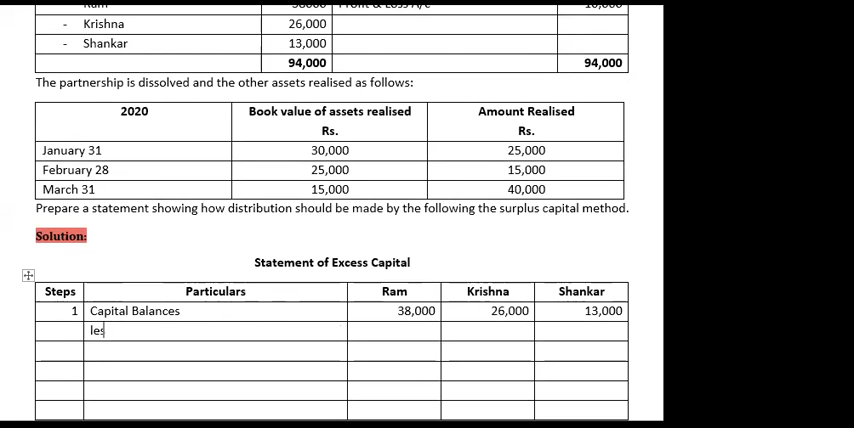 - Krishna 26,000
- Shankar 13,000
94,000 94,000
The partnership is dissolved and the other assets realised as follows:
2020 Book value of assets realised Amount Realised
Rs. Rs.
January 31 30,000 25,000
February 28 25,000 15,000
March 31 15,000 40,000
Prepare a statement showing how distribution should be made by the following the surplus capital method.
Solution:
Statement of Excess Capital
Steps Particulars Ram Krishna Shankar
1 Capital Balances 38,000 26,000 13,000
les